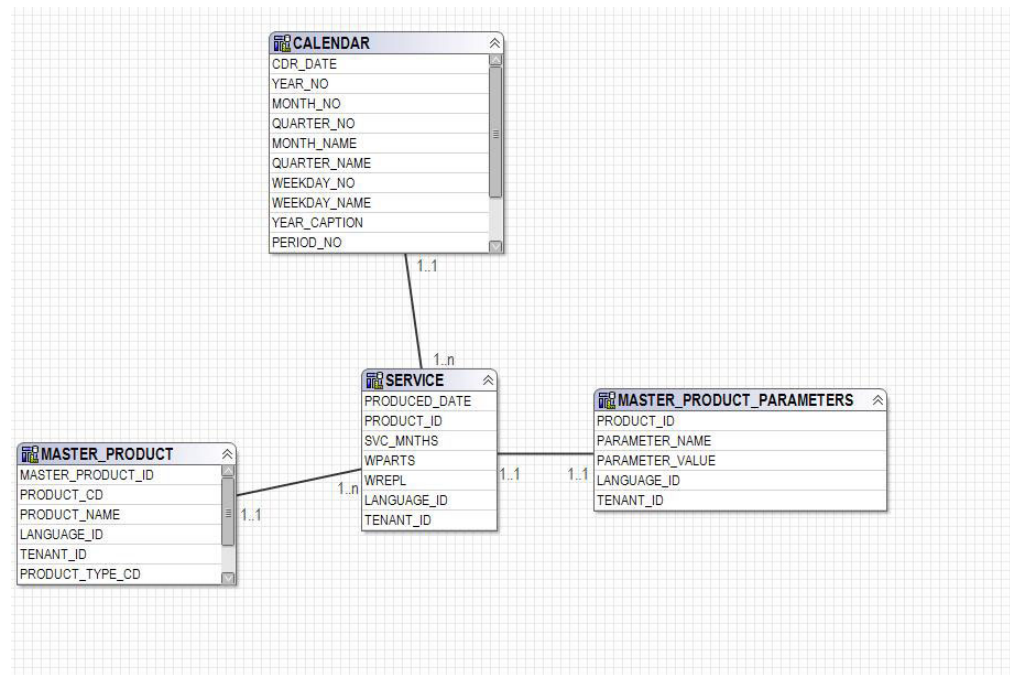 CALENDAR
CDR_DATE
YEAR_NO
MONTH_NO
QUARTER_NO
MONTH_NAME
QUARTER_NAME
WEEKDAY_NO
WEEKDAY_NAME
YEAR_CAPTION
PERIOD_NO
1..1
1..n
SERVICE
PRODUCED_DATE
PRODUCT_ID
SVC_MNTHS
WPARTS
WREPL
LANGUAGE_ID
TENANT_ID
MASTER_PRODUCT_PARAMETERS
PRODUCT_ID
PARAMETER_NAME
PARAMETER_VALUE
LANGUAGE_ID
TENANT_ID
1..1
1..1
MASTER_PRODUCT
MASTER_PRODUCT_ID
PRODUCT_CD
PRODUCT_NAME
LANGUAGE_ID
TENANT_ID
PRODUCT_TYPE_CD
1..1
1..n